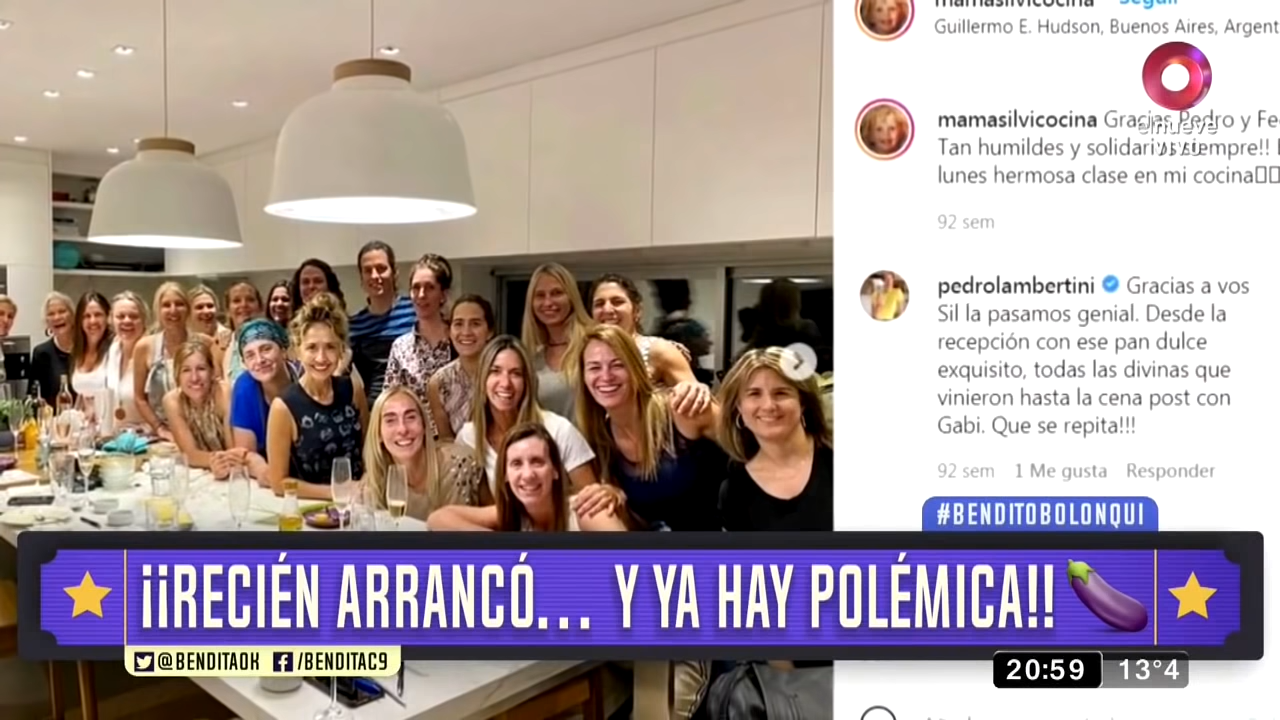 mamasilvicocina Seguir
Guillermo E. Hudson, Buenos Aires, Argent
elnueve
VIVO
mamasilvicocina Gracias Pedro y Fe
Tan humildes y solidarios siempre!!
lunes hermosa clase en mi cocina
92 sem
pedrolambertini Gracias a vos
Sil la pasamos genial. Desde la
recepción con ese pan dulce
exquisito, todas las divinas que
vinieron hasta la cena post con
Gabi. Que se repita!!!
92 sem 1 Me gusta Responder
#BENDITOBOLONQUI
¡¡RECIÉN ARRANCÓ... Y YA HAY POLÉMICA!!
@BENDITAOK /BENDITAC9
20:59 13°4